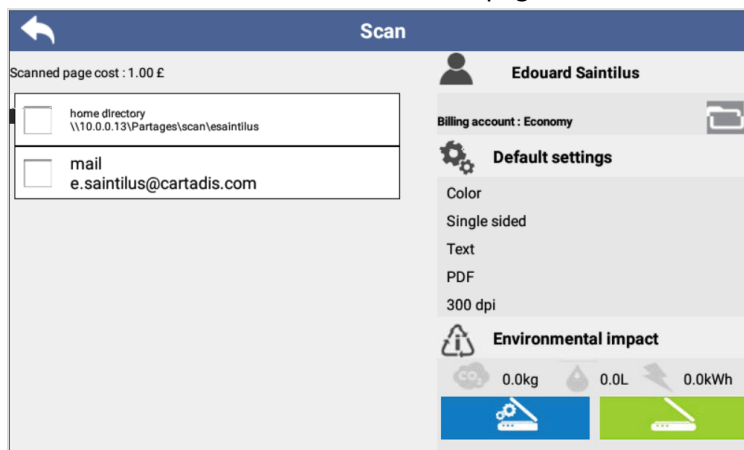 Scan
Scanned page cost : 1.00 £
home directory
\\10.0.0.13\Partages\scan\esaintilus
mail
e.saintilus@cartadis.com
Edouard Saintilus
Billing account : Economy
Default settings
Color
Single sided
Text
PDF
300 dpi
Environmental impact
CO2 0.0kg 0.0L 0.0kWh